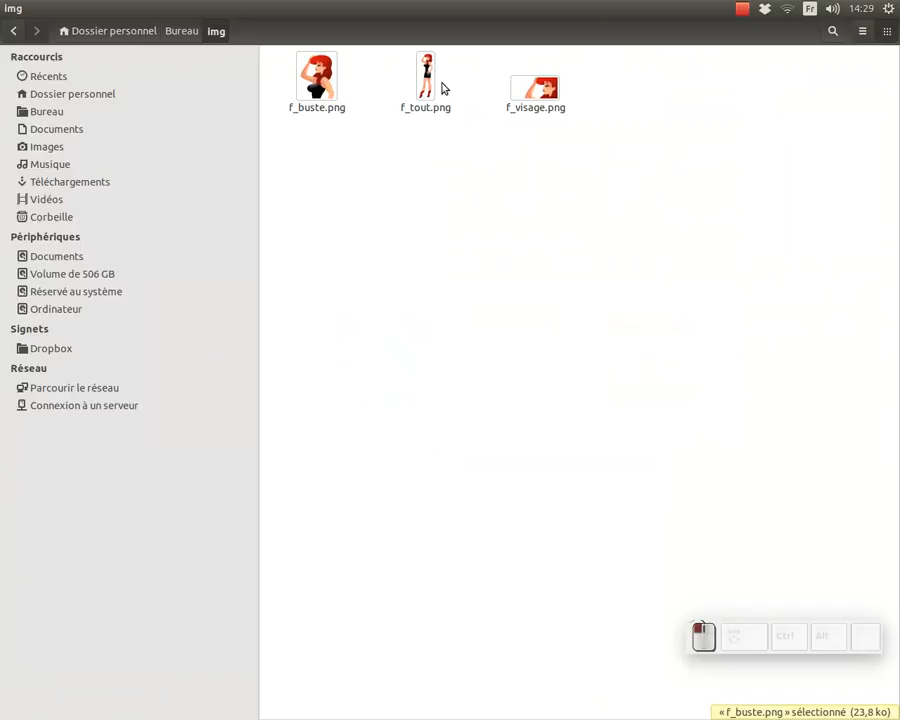 img
Fr
14:29
Dossier personnel
Bureau
img
Raccourcis
Récents
Dossier personnel
Bureau
Documents
Images
Musique
Téléchargements
Vidéos
Corbeille
Périphériques
Documents
Volume de 506 GB
Réservé au système
Ordinateur
Signets
Dropbox
Réseau
Parcourir le réseau
Connexion à un serveur
f_buste.png
f_tout.png
f_visage.png
Ctrl
Alt
« f_buste.png » sélectionné (23,8 ko)